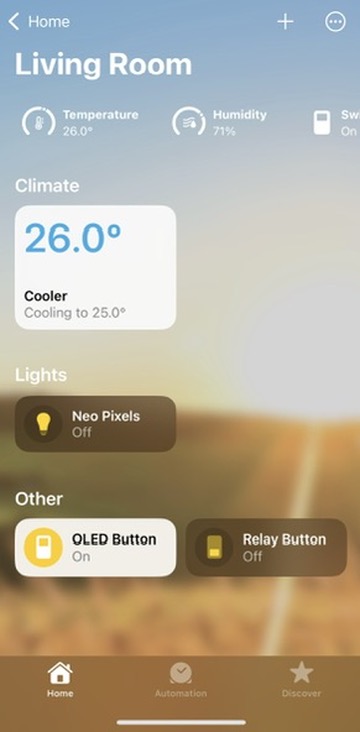 Home
Living Room
Temperature
26.0°
Humidity
71%
On
Climate
26.0°
Cooler
Cooling to 25.0°
Lights
Neo Pixels
Off
Other
OLED Button
On
Relay Button
Off
Home
Automation
Discover